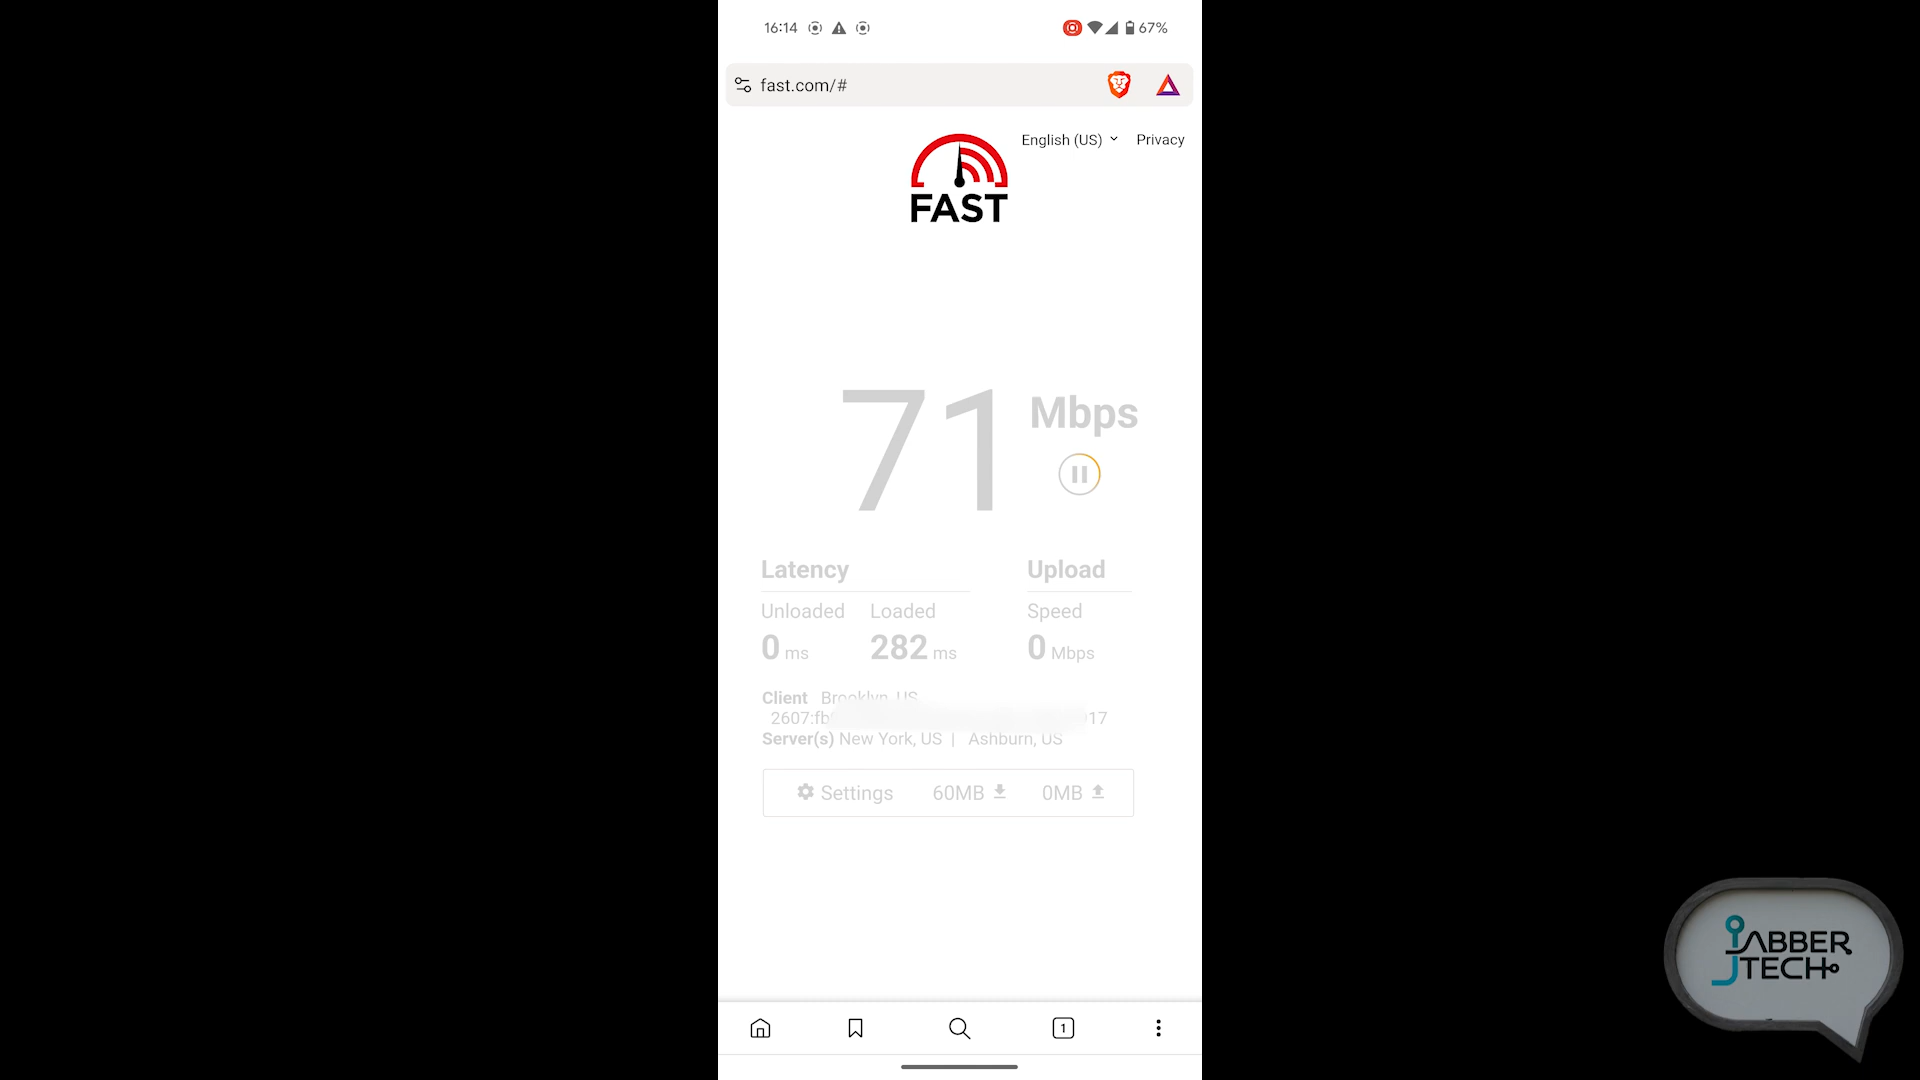 16:14
67%
fast.com/#
English (US) Privacy
FAST
71 Mbps
Latency Upload
Unloaded Loaded Speed
0 ms 282 ms 0 Mbps
Client Brooklyn, US
2607:fb 17
Server(s) New York, US | Ashburn, US
Settings 60MB 0MB
1
JABBER
TECH